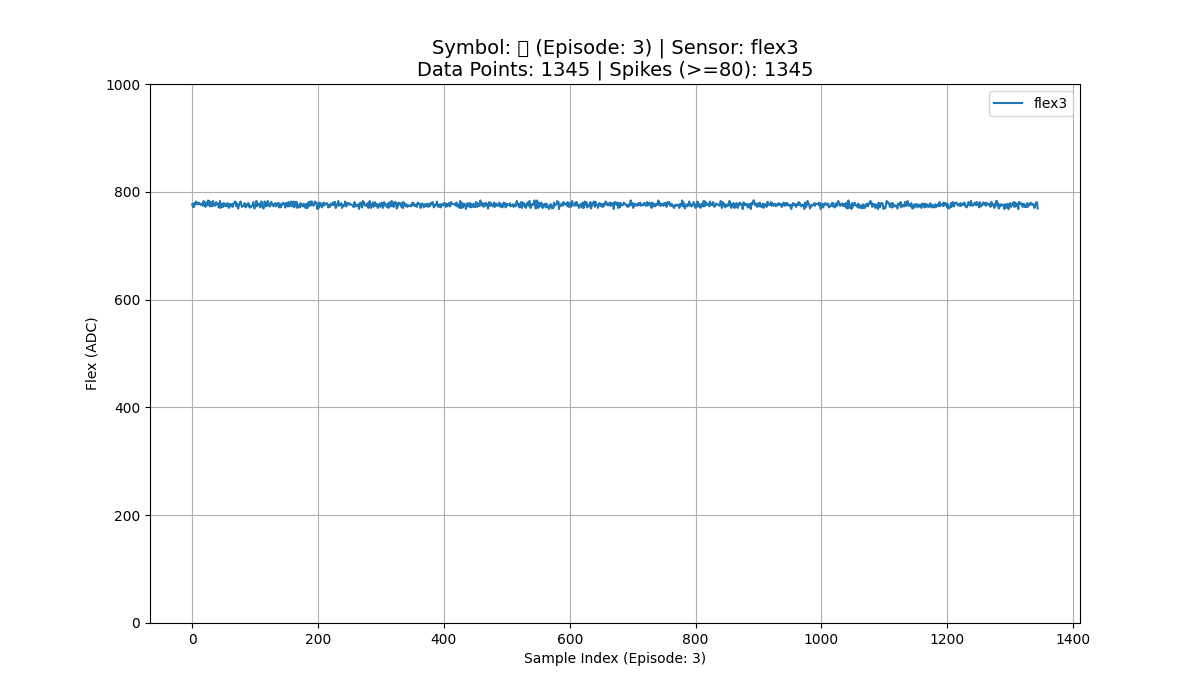 Symbol: (Episode: 3) | Sensor: flex3
Data Points: 1345 | Spikes (>=80): 1345
flex3
1000
800
600
400
200
0
Flex (ADC)
0 200 400 600 800 1000 1200 1400
Sample Index (Episode: 3)